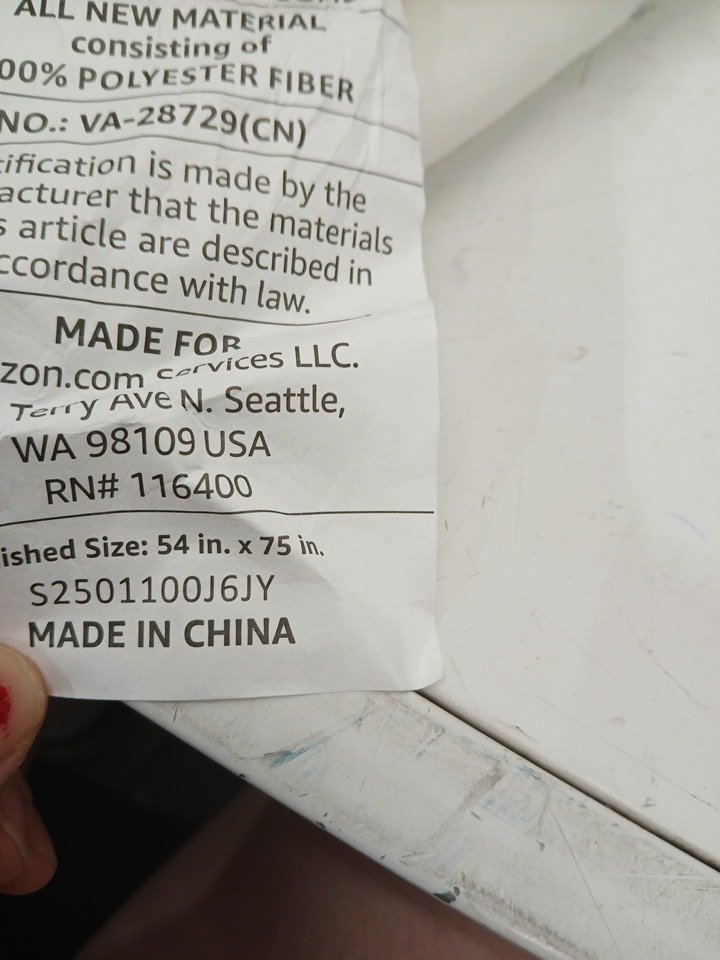 ALL NEW MATERIAL
consisting of
00% POLYESTER FIBER
NO.: VA-28729(CN)
tification is made by the
acturer that the materials
s article are described in
ccordance with law.
MADE FOR
zon.com Services LLC.
Terry Ave N. Seattle,
WA 98109 USA
RN# 116400
ished Size: 54 in. x 75 in.
S2501100J6JY
MADE IN CHINA